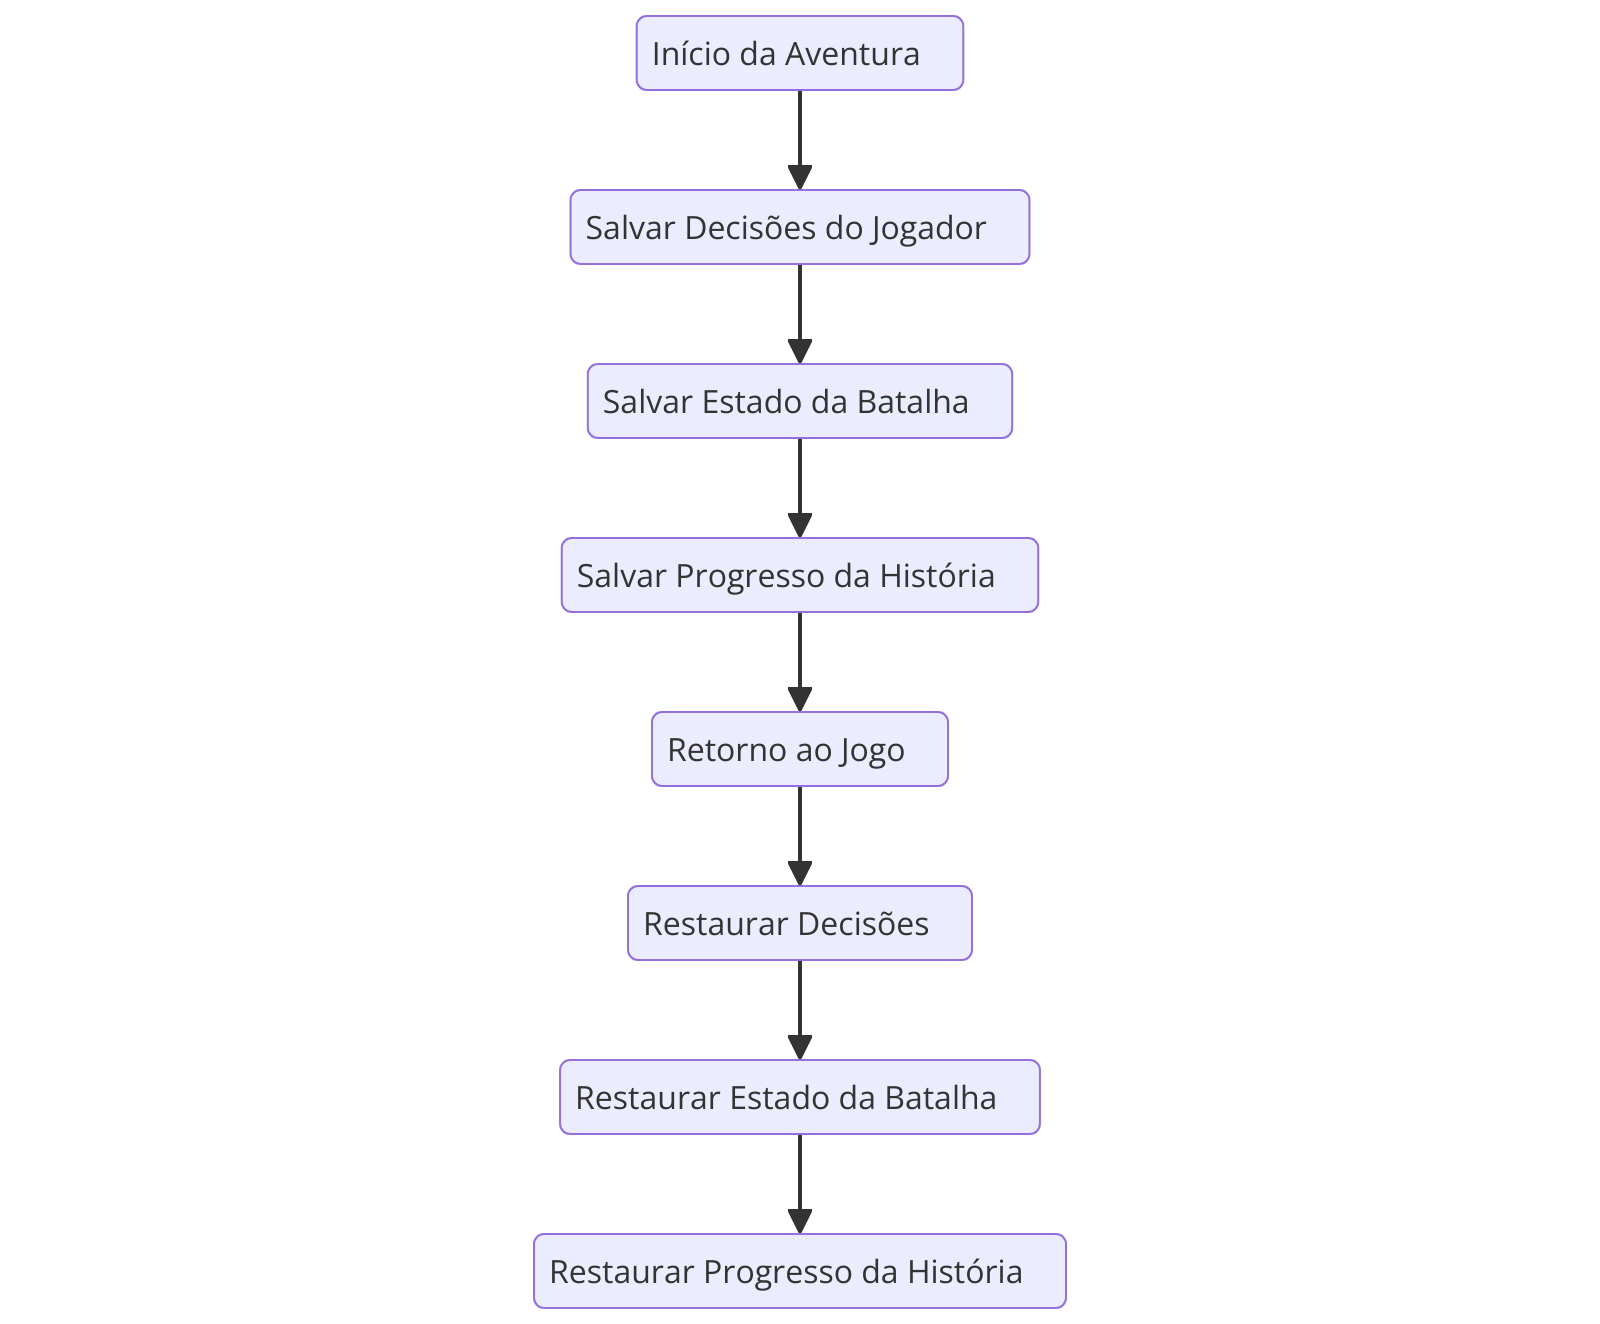 Início da Aventura
Salvar Decisões do Jogador
Salvar Estado da Batalha
Salvar Progresso da História
Retorno ao Jogo
Restaurar Decisões
Restaurar Estado da Batalha
Restaurar Progresso da História